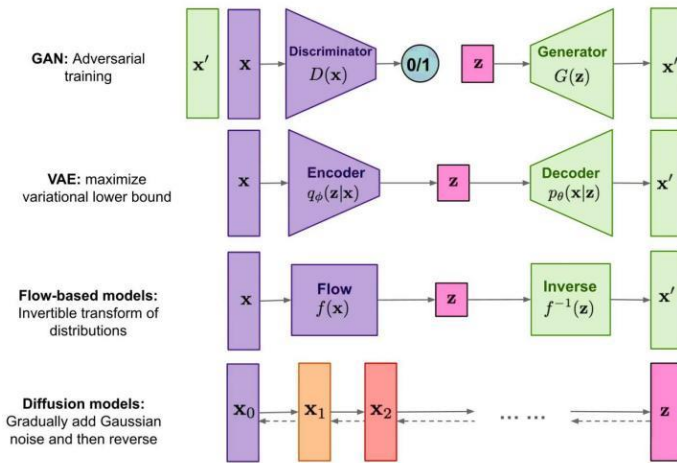 GAN: Adversarial
training
x′
x
Discriminator
D(x)
0/1
z
Generator
G(z)
x′
VAE: maximize
variational lower bound
x
Encoder
qϕ(z|x)
z
Decoder
pθ(x|z)
x′
Flow-based models:
Invertible transform of
distributions
x
Flow
f(x)
z
Inverse
f⁻¹(z)
x′
Diffusion models:
Gradually add Gaussian
noise and then reverse
x₀
x₁
x₂
... ...
z